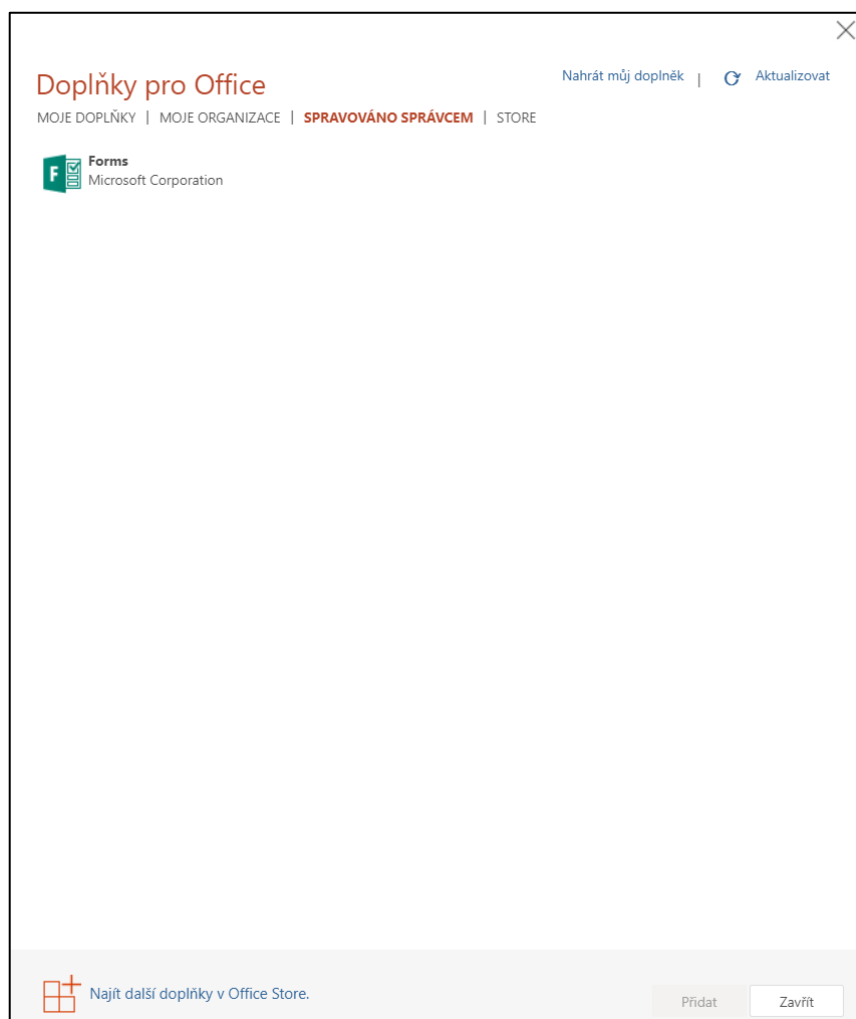 Nahrát můj doplněk | Aktualizovat
Doplňky pro Office
MOJE DOPLŇKY | MOJE ORGANIZACE | SPRAVOVÁNO SPRÁVCEM | STORE
F
Forms
Microsoft Corporation
Najít další doplňky v Office Store.
Přidat
Zavřít